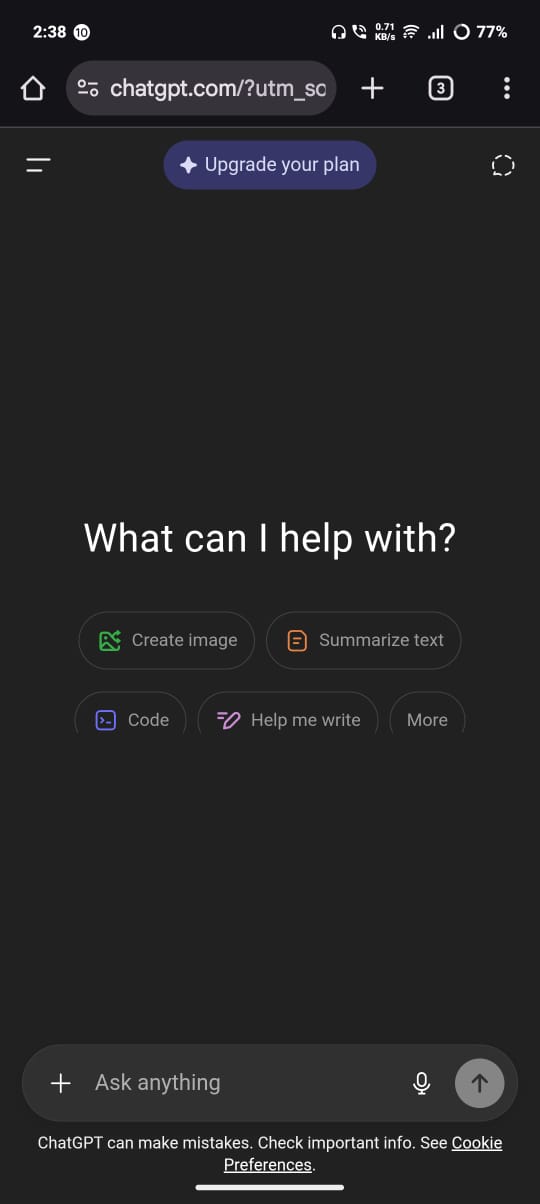 2:38 10 0.71 KB/s 77%
chatgpt.com/?utm_so 3
Upgrade your plan
What can I help with?
Create image Summarize text
Code Help me write More
Ask anything
ChatGPT can make mistakes. Check important info. See Cookie
Preferences.